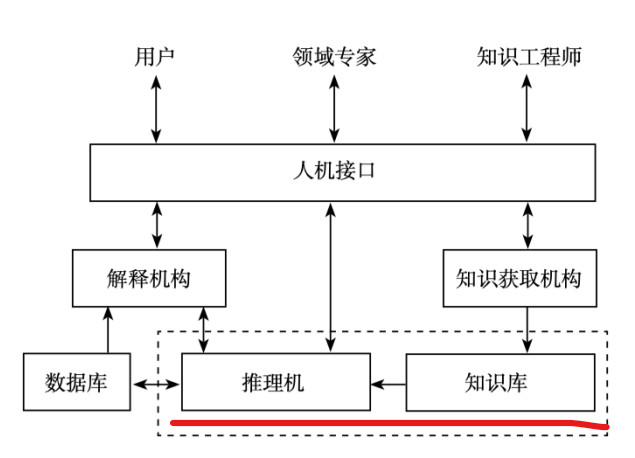 用户
领域专家
知识工程师
人机接口
解释机构
知识获取机构
数据库
推理机
知识库